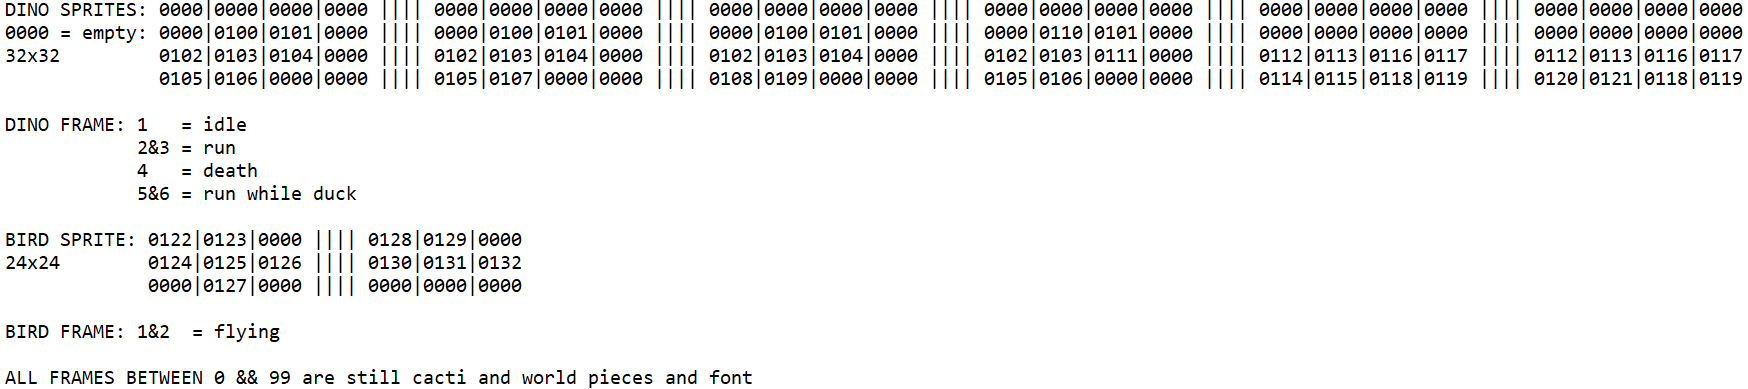 DINO SPRITES: 0000|0000|0000|0000 |||| 0000|0000|0000|0000 |||| 0000|0000|0000|0000 |||| 0000|0000|0000|0000 |||| 0000|0000|0000|0000 |||| 0000|0000|0000|0000
0000 = empty: 0000|0100|0101|0000 |||| 0000|0100|0101|0000 |||| 0000|0100|0101|0000 |||| 0000|0110|0101|0000 |||| 0000|0000|0000|0000 |||| 0000|0000|0000|0000
32x32 0102|0103|0104|0000 |||| 0102|0103|0104|0000 |||| 0102|0103|0104|0000 |||| 0102|0103|0111|0000 |||| 0112|0113|0116|0117 |||| 0112|0113|0116|0117
0105|0106|0000|0000 |||| 0105|0107|0000|0000 |||| 0108|0109|0000|0000 |||| 0105|0106|0000|0000 |||| 0114|0115|0118|0119 |||| 0120|0121|0118|0119
DINO FRAME: 1 = idle
2&3 = run
4 = death
5&6 = run while duck
BIRD SPRITE: 0122|0123|0000 |||| 0128|0129|0000
24x24 0124|0125|0126 |||| 0130|0131|0132
0000|0127|0000 |||| 0000|0000|0000
BIRD FRAME: 1&2 = flying
ALL FRAMES BETWEEN 0 && 99 are still cacti and world pieces and font